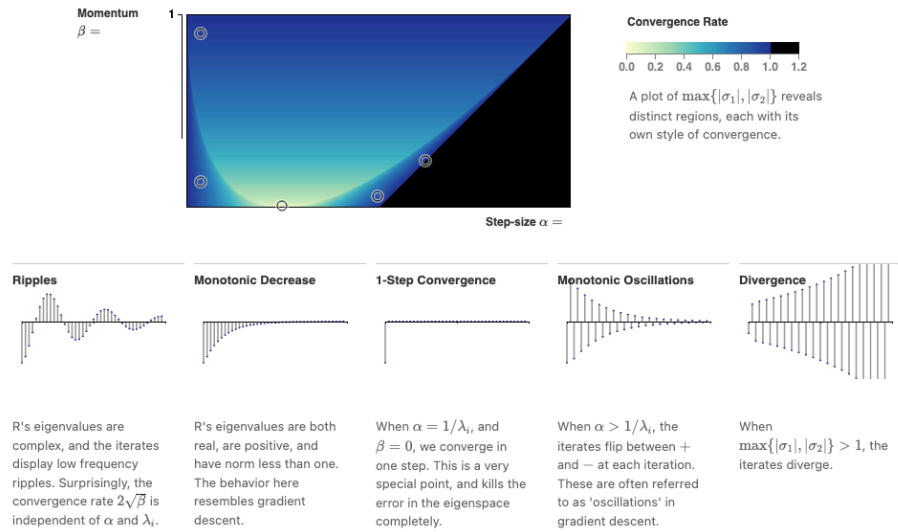 Momentum
β =
1
Convergence Rate
0.0 0.2 0.4 0.6 0.8 1.0 1.2
A plot of max{|σ₁|, |σ₂|} reveals
distinct regions, each with its
own style of convergence.
Step-size α =
Ripples
R's eigenvalues are
complex, and the iterates
display low frequency
ripples. Surprisingly, the
convergence rate 2√β is
independent of α and λᵢ.
Monotonic Decrease
R's eigenvalues are both
real, are positive, and
have norm less than one.
The behavior here
resembles gradient
descent.
1-Step Convergence
When α = 1/λᵢ, and
β = 0, we converge in
one step. This is a very
special point, and kills the
error in the eigenspace
completely.
Monotonic Oscillations
When α > 1/λᵢ, the
iterates flip between +
and − at each iteration.
These are often referred
to as 'oscillations' in
gradient descent.
Divergence
When
max{|σ₁|, |σ₂|} > 1, the
iterates diverge.